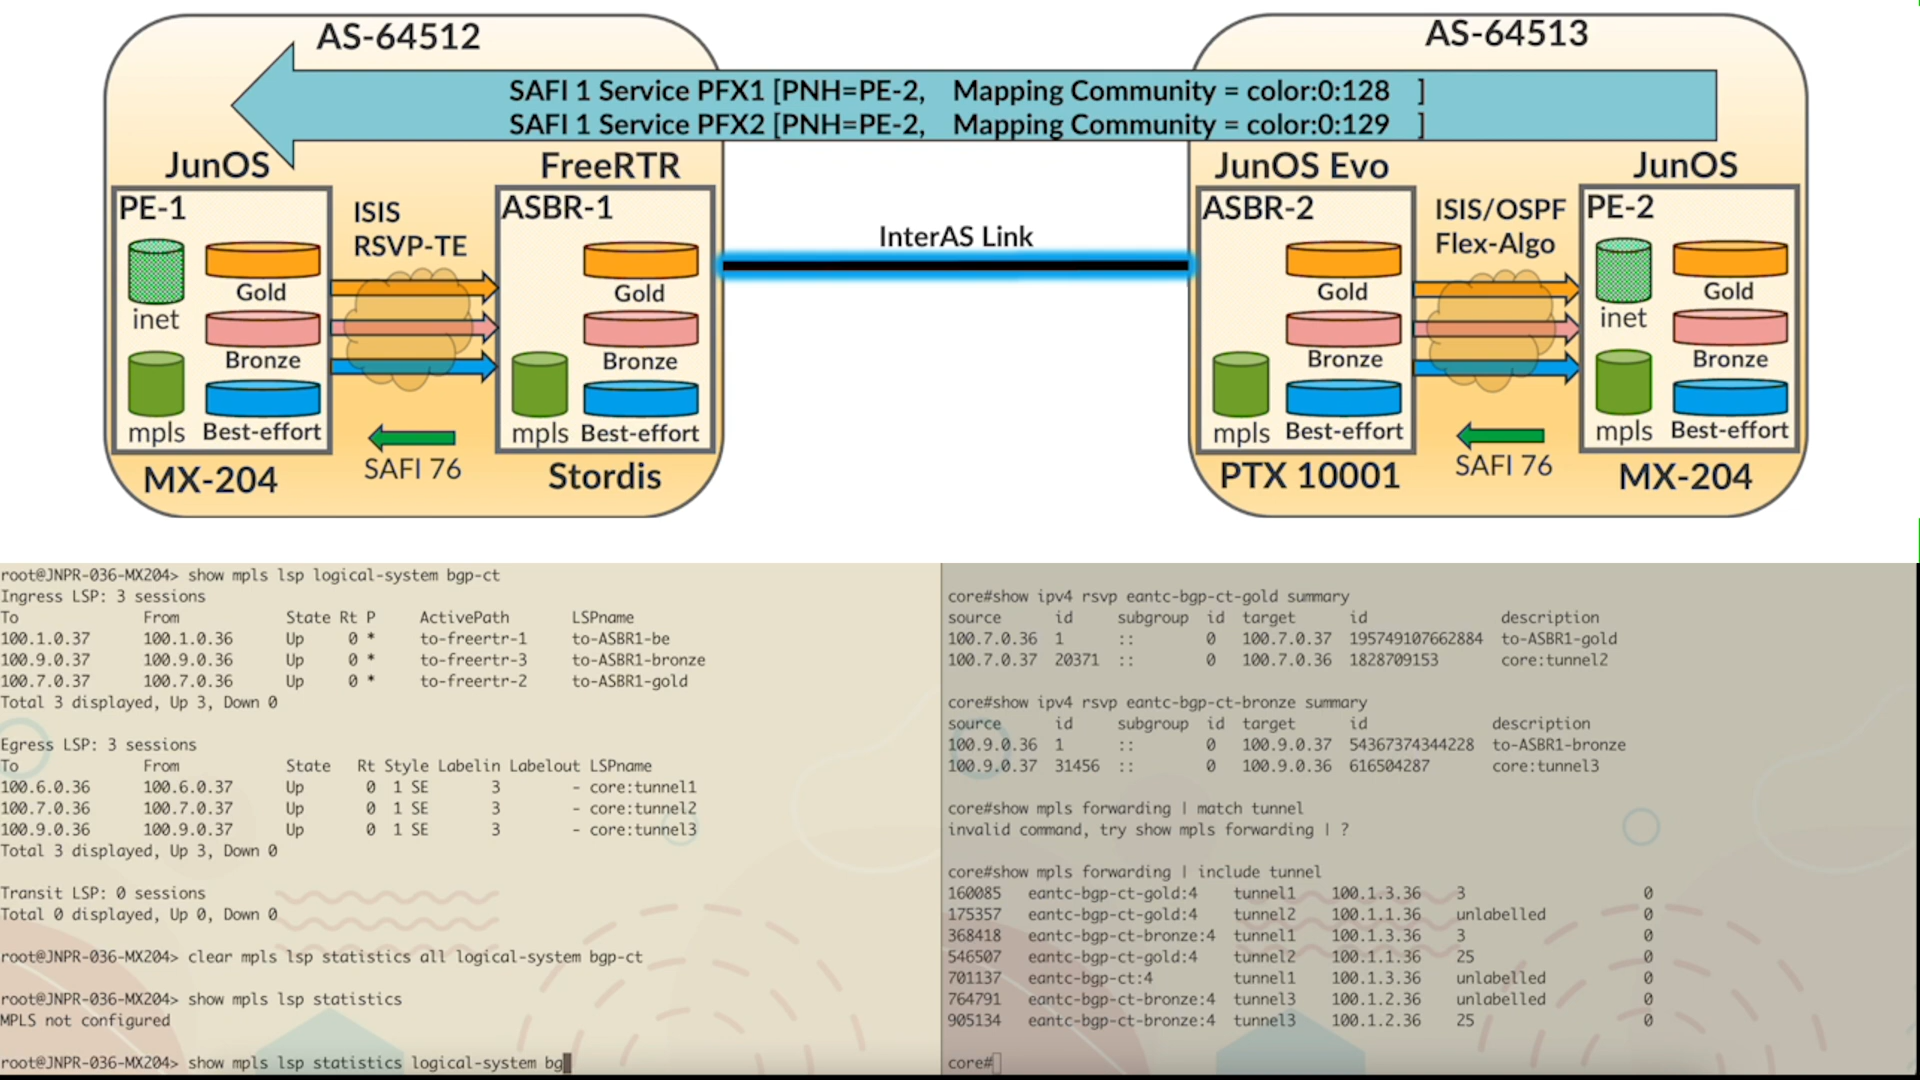 AS-64512
AS-64513
SAFI 1 Service PFX1 [PNH=PE-2, Mapping Community = color:0:128 ]
SAFI 1 Service PFX2 [PNH=PE-2, Mapping Community = color:0:129 ]
JunOS
FreeRTR
JunOS Evo
JunOS
PE-1
ISIS
RSVP-TE
ASBR-1
InterAS Link
ASBR-2
ISIS/OSPF
Flex-Algo
PE-2
inet
Gold
Bronze
mpls
Best-effort
SAFI 76
Gold
Bronze
mpls
Best-effort
Gold
Bronze
mpls
Best-effort
SAFI 76
inet
Gold
Bronze
mpls
Best-effort
MX-204
Stordis
PTX 10001
MX-204
root@JNPR-036-MX204> show mpls lsp logical-system bgp-ct
Ingress LSP: 3 sessions
To From State Rt P ActivePath LSPname
100.1.0.37 100.1.0.36 Up 0 * to-freertr-1 to-ASBR1-be
100.9.0.37 100.9.0.36 Up 0 * to-freertr-3 to-ASBR1-bronze
100.7.0.37 100.7.0.36 Up 0 * to-freertr-2 to-ASBR1-gold
Total 3 displayed, Up 3, Down 0
Egress LSP: 3 sessions
To From State Rt Style Labelin Labelout LSPname
100.6.0.36 100.6.0.37 Up 0 1 SE 3 - core:tunnel1
100.7.0.36 100.7.0.37 Up 0 1 SE 3 - core:tunnel2
100.9.0.36 100.9.0.37 Up 0 1 SE 3 - core:tunnel3
Total 3 displayed, Up 3, Down 0
Transit LSP: 0 sessions
Total 0 displayed, Up 0, Down 0
root@JNPR-036-MX204> clear mpls lsp statistics all logical-system bgp-ct
root@JNPR-036-MX204> show mpls lsp statistics
MPLS not configured
root@JNPR-036-MX204> show mpls lsp statistics logical-system bg
core#show ipv4 rsvp eantc-bgp-ct-gold summary
source id subgroup id target id description
100.7.0.36 1 :: 0 100.7.0.37 195749107662884 to-ASBR1-gold
100.7.0.37 20371 :: 0 100.7.0.36 1828709153 core:tunnel2
core#show ipv4 rsvp eantc-bgp-ct-bronze summary
source id subgroup id target id description
100.9.0.36 1 :: 0 100.9.0.37 54367374344228 to-ASBR1-bronze
100.9.0.37 31456 :: 0 100.9.0.36 616504287 core:tunnel3
core#show mpls forwarding | match tunnel
invalid command, try show mpls forwarding | ?
core#show mpls forwarding | include tunnel
160085 eantc-bgp-ct-gold:4 tunnel1 100.1.3.36 3 0
175357 eantc-bgp-ct-gold:4 tunnel2 100.1.1.36 unlabelled 0
368418 eantc-bgp-ct-bronze:4 tunnel1 100.1.3.36 3 0
546507 eantc-bgp-ct-gold:4 tunnel2 100.1.1.36 25 0
701137 eantc-bgp-ct:4 tunnel1 100.1.3.36 unlabelled 0
764791 eantc-bgp-ct-bronze:4 tunnel3 100.1.2.36 unlabelled 0
905134 eantc-bgp-ct-bronze:4 tunnel3 100.1.2.36 25 0
core#